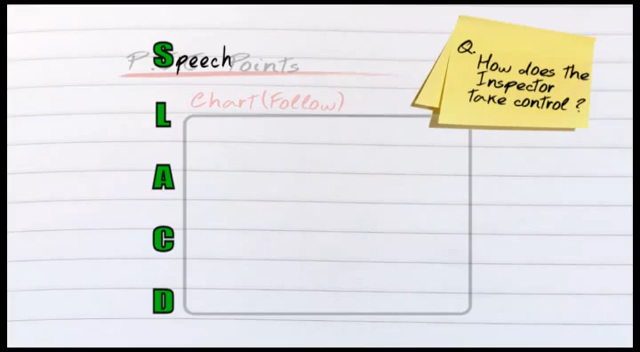 Speech
Points
Chart (Follow)
L
A
C
D
Q.
How does the
Inspector
take control?